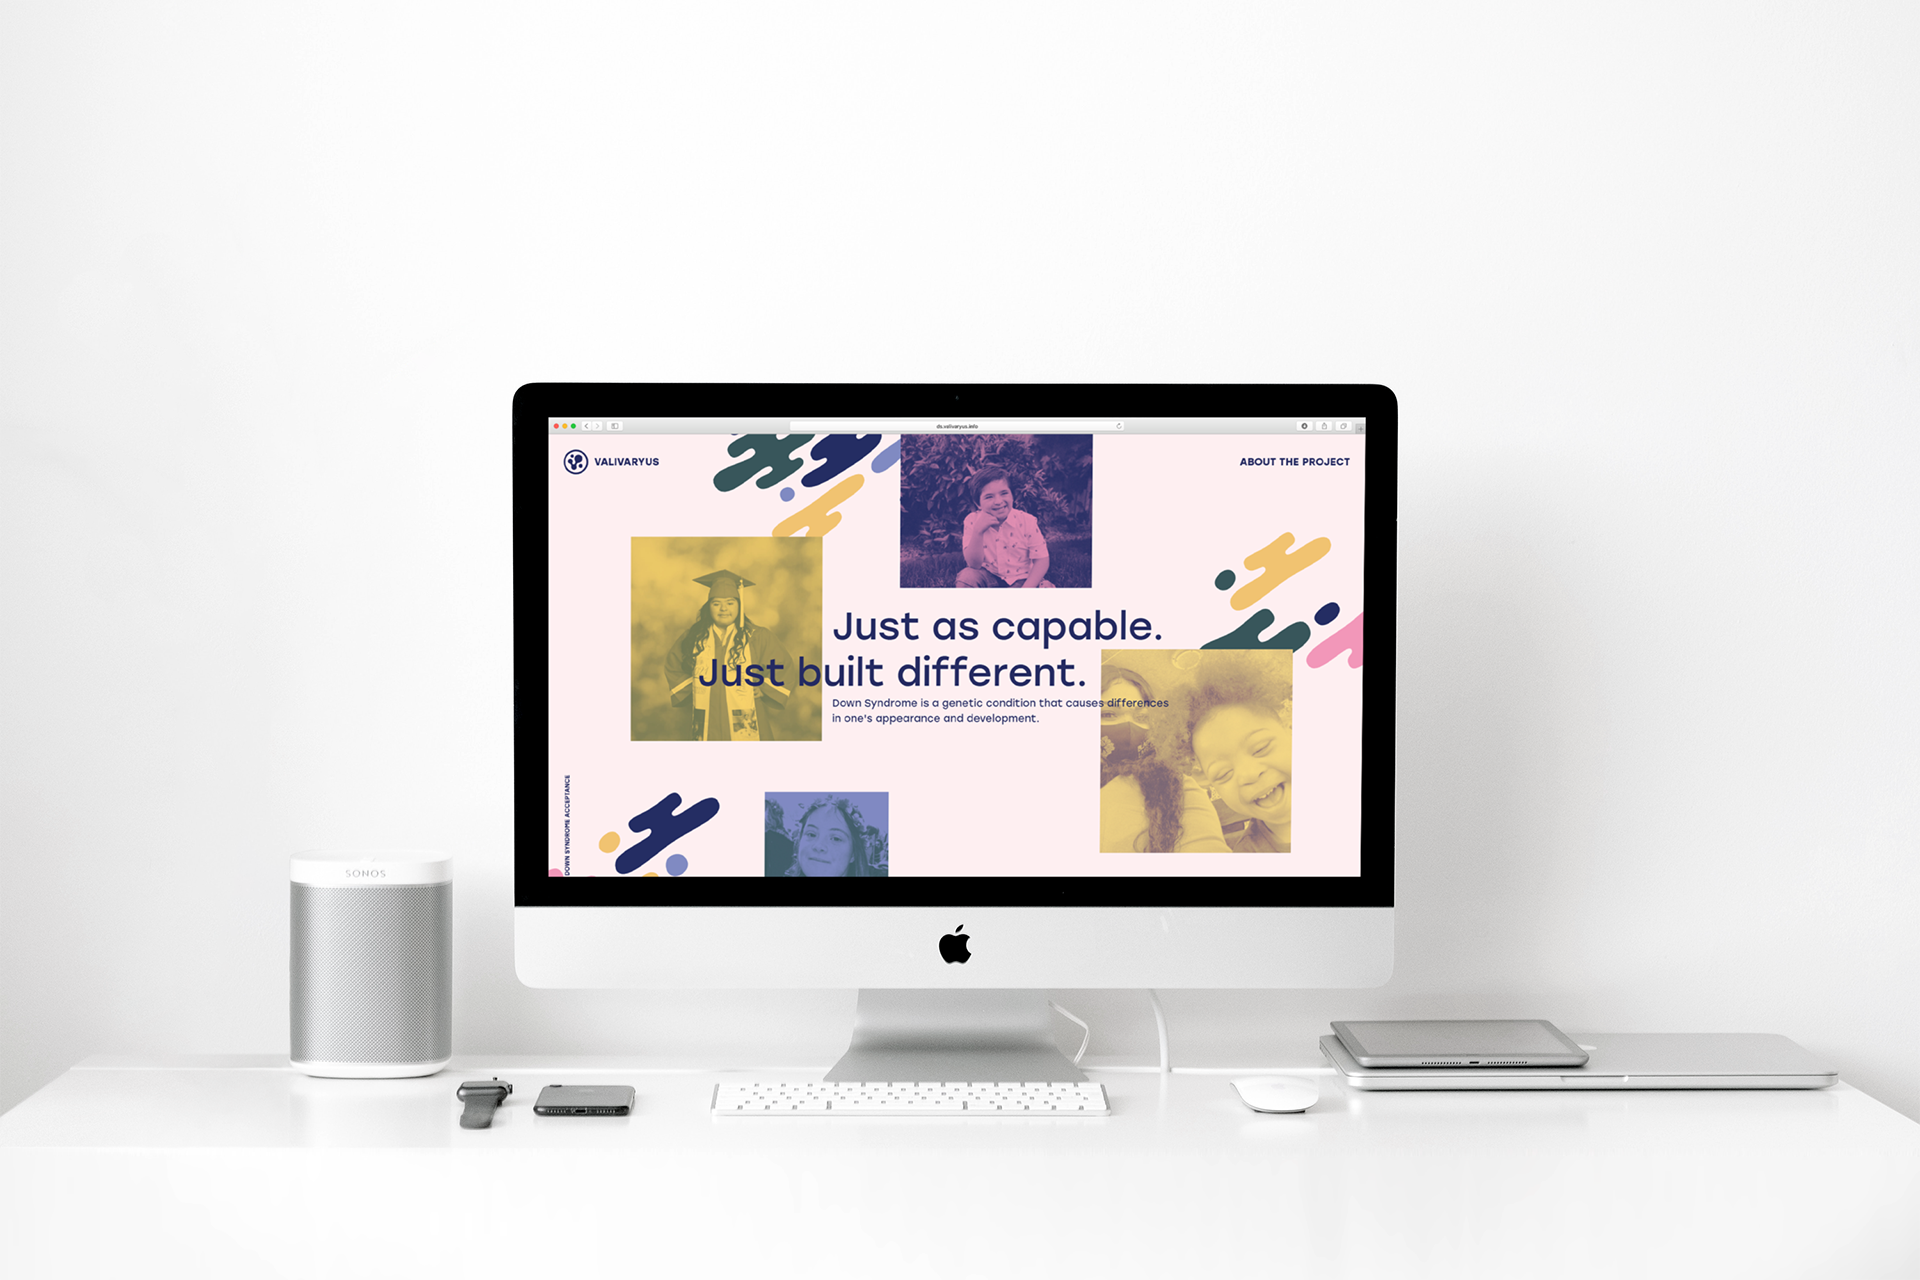 ds.valivaryus.info
VALIVARYUS
ABOUT THE PROJECT
Just as capable.
Just built different.
Down Syndrome is a genetic condition that causes differences
in one's appearance and development.
DOWN SYNDROME ACCEPTANCE
SONOS